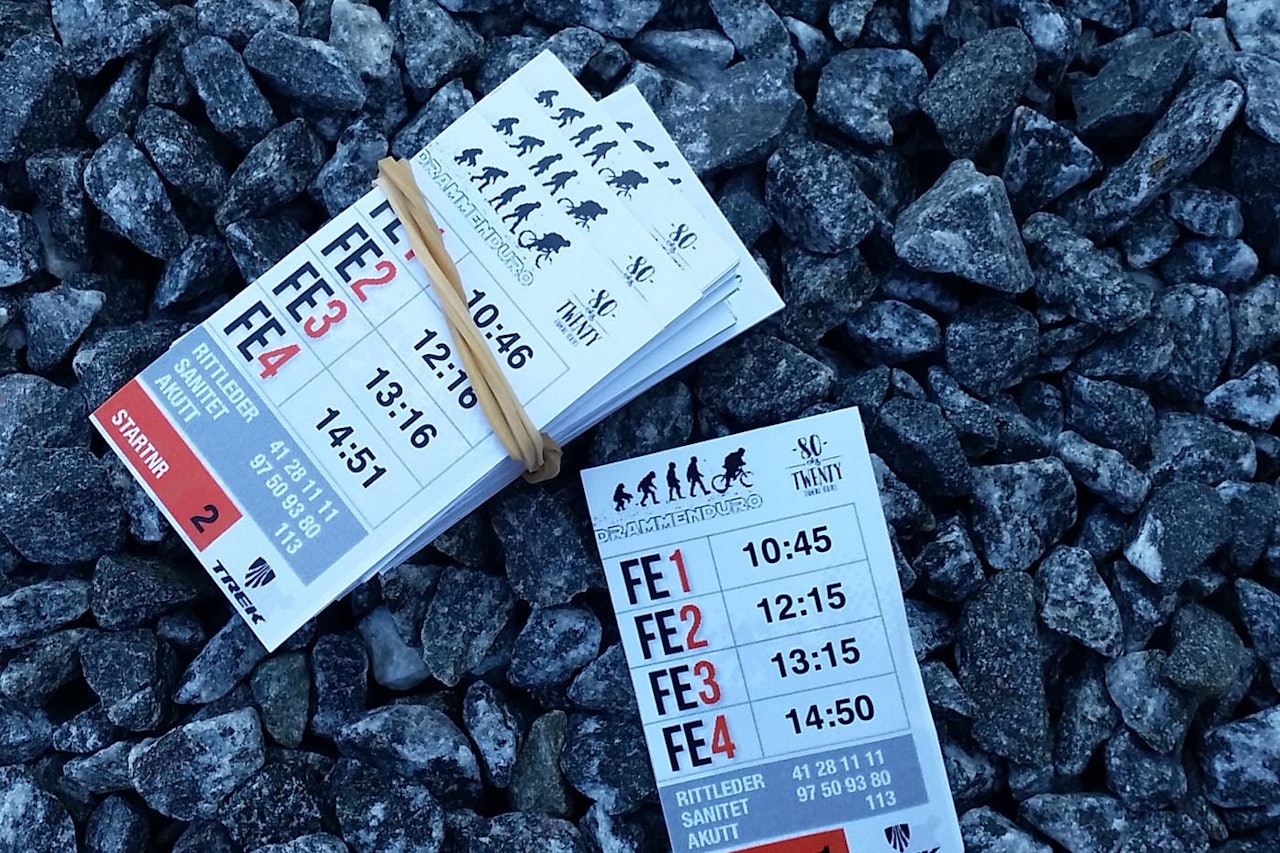 DRAMMENDURO
-80-
TWENTY
FE1 10:46
FE2 12:16
FE3 13:16
FE4 14:51
RITTLEDER 41 28 11 11
SANITET 97 50 93 80
AKUTT 113
STARTNR 2
TREK
-80-
-80-
DRAMMENDURO
-80-
TWENTY
FE1 10:45
FE2 12:15
FE3 13:15
FE4 14:50
RITTLEDER 41 28 11 11
SANITET 97 50 93 80
AKUTT 113
TREK